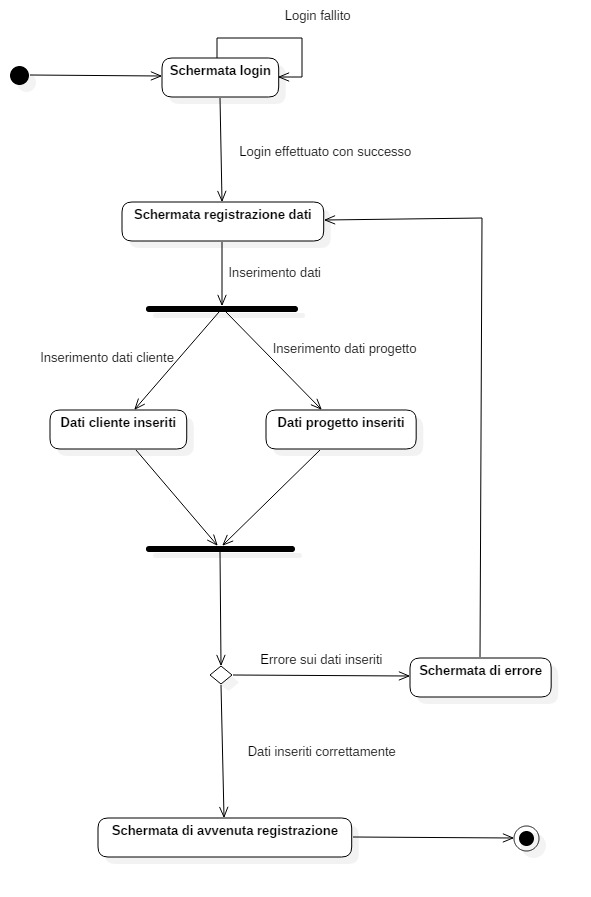 Login fallito
Schermata login
Login effettuato con successo
Schermata registrazione dati
Inserimento dati
Inserimento dati cliente
Inserimento dati progetto
Dati cliente inseriti
Dati progetto inseriti
Errore sui dati inseriti
Schermata di errore
Dati inseriti correttamente
Schermata di avvenuta registrazione